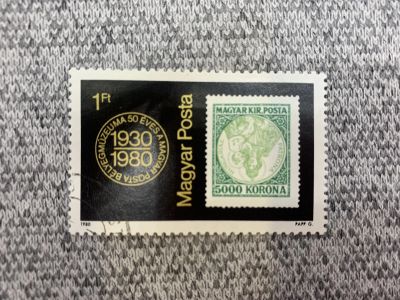 1Ft
BÉLYEGMÚZEUMA 50 ÉVES A MAGYAR POSTA
1930
1980
Magyar Posta
MAGYAR KIR. POSTA
5000 KORONA
1980
PAPP G.